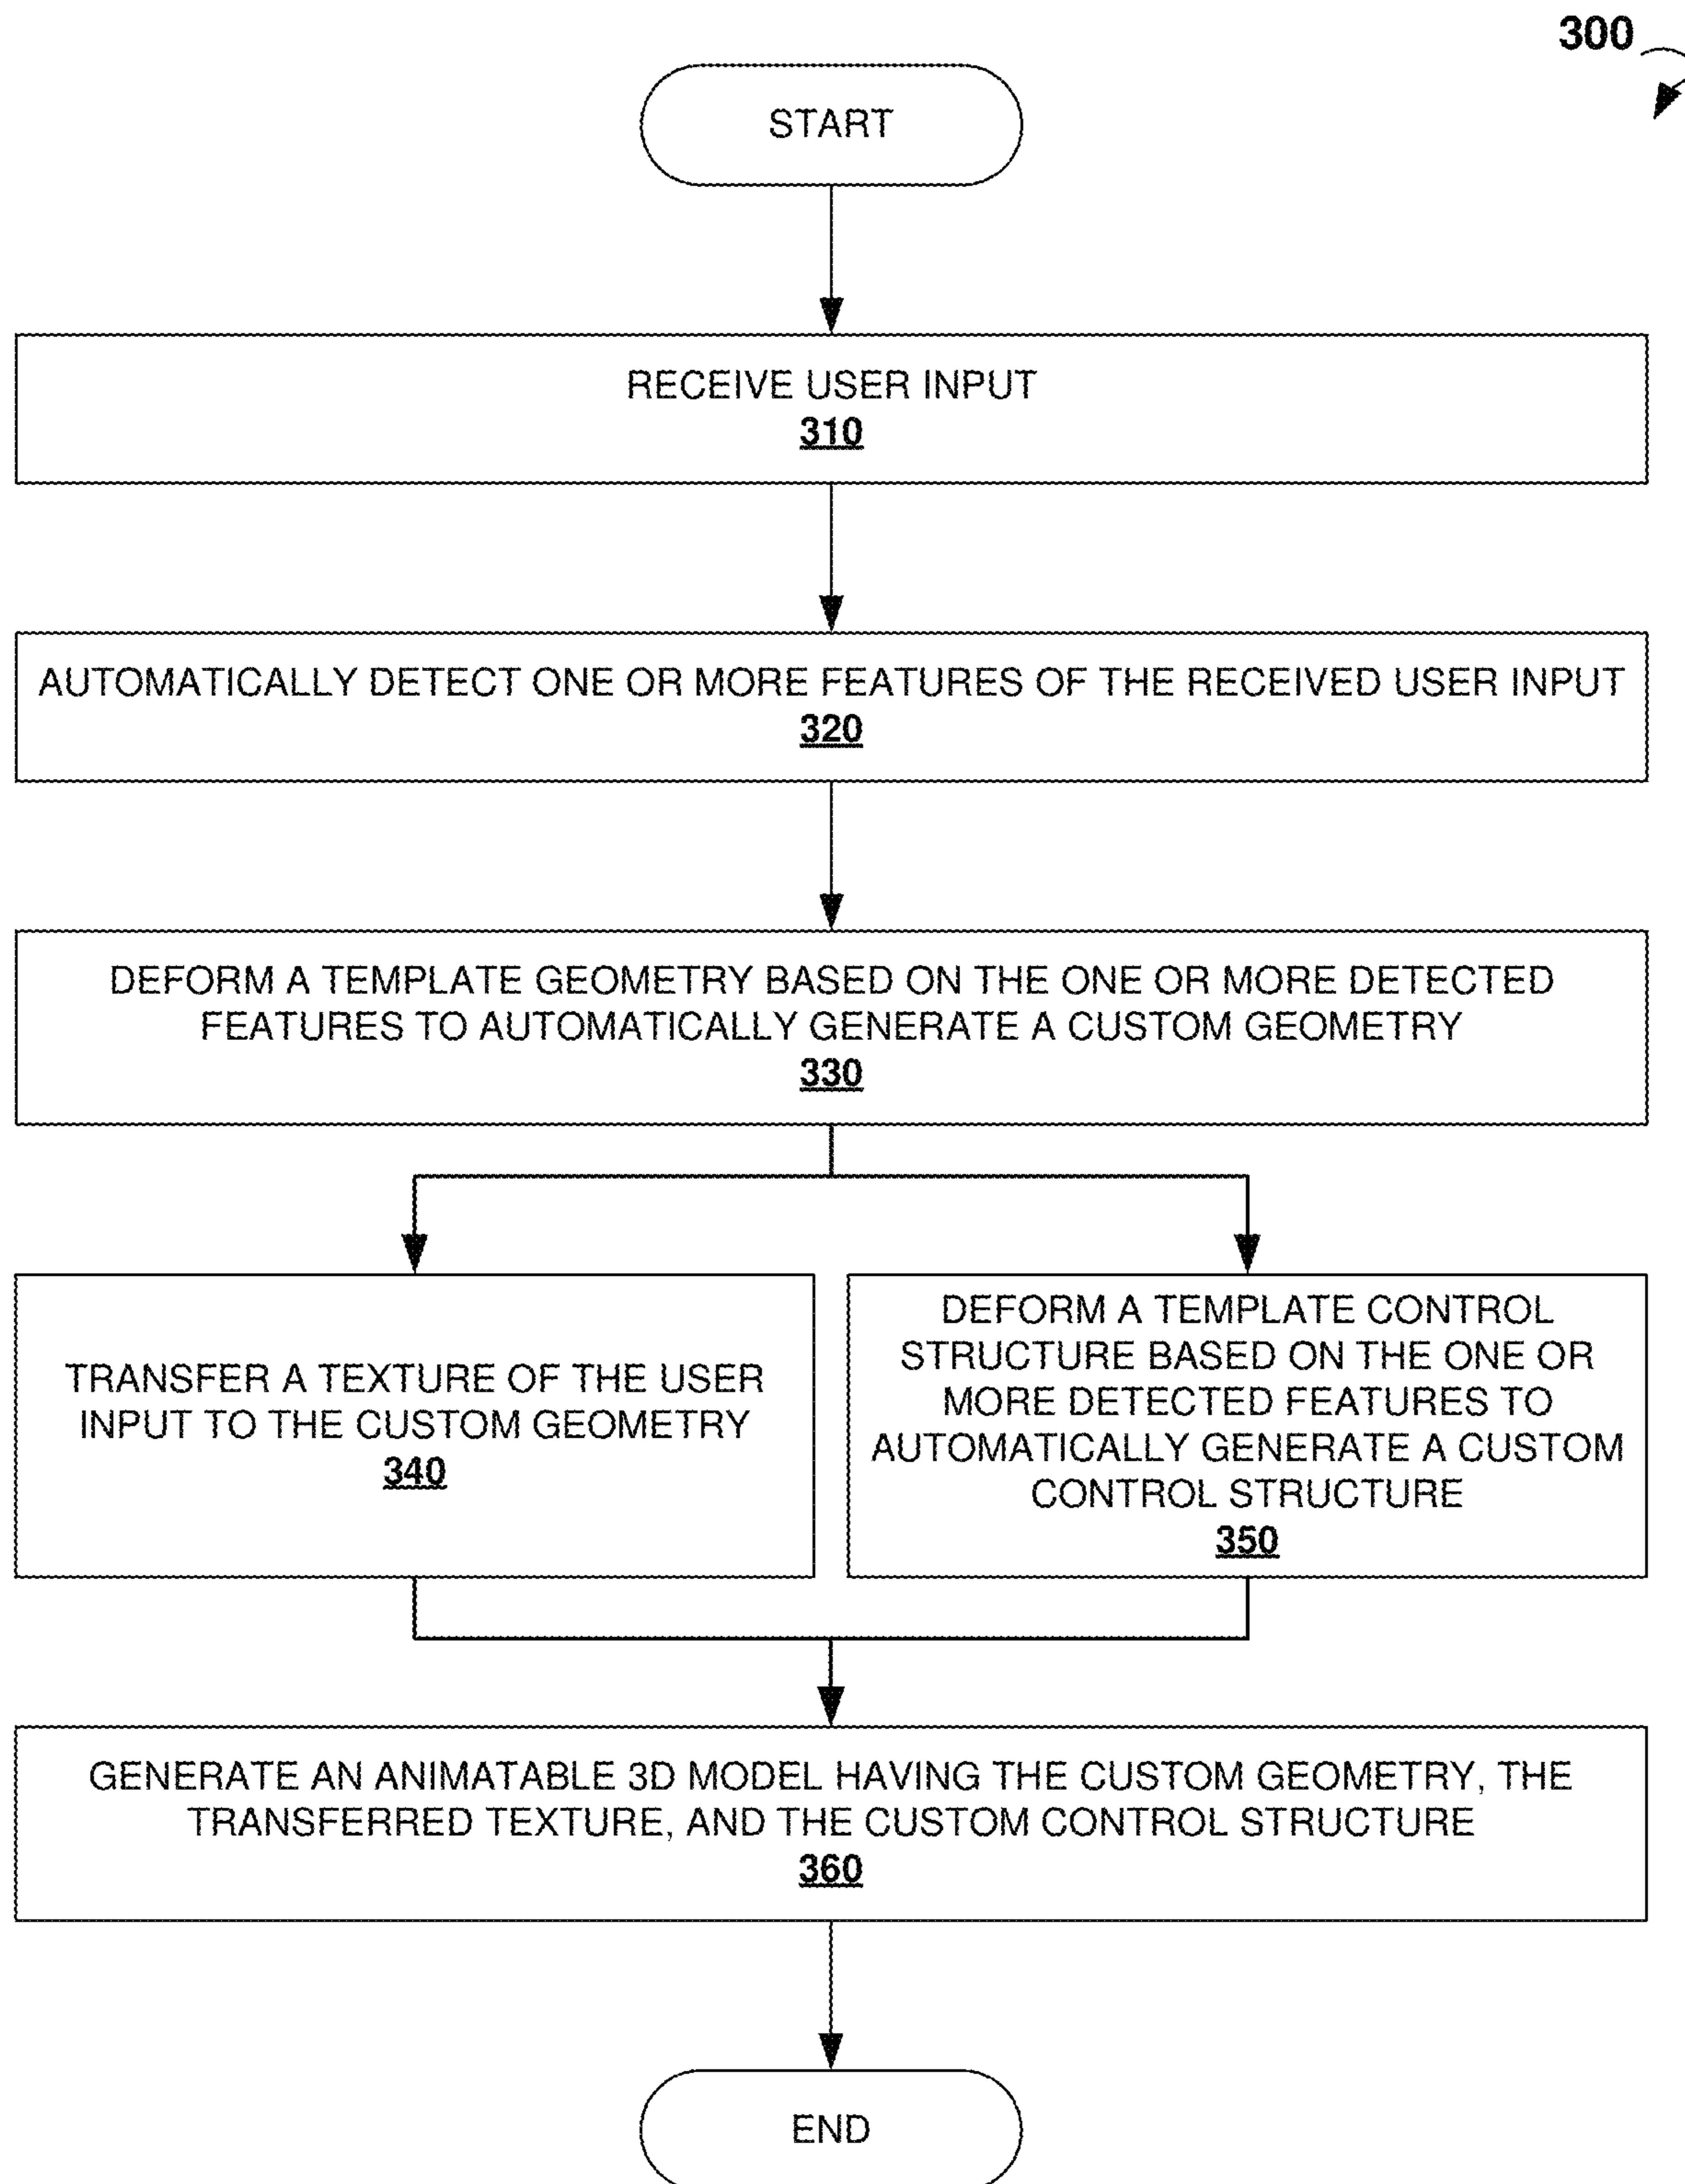 300
START
RECEIVE USER INPUT
310
AUTOMATICALLY DETECT ONE OR MORE FEATURES OF THE RECEIVED USER INPUT
320
DEFORM A TEMPLATE GEOMETRY BASED ON THE ONE OR MORE DETECTED
FEATURES TO AUTOMATICALLY GENERATE A CUSTOM GEOMETRY
330
TRANSFER A TEXTURE OF THE USER
INPUT TO THE CUSTOM GEOMETRY
340
DEFORM A TEMPLATE CONTROL
STRUCTURE BASED ON THE ONE OR
MORE DETECTED FEATURES TO
AUTOMATICALLY GENERATE A CUSTOM
CONTROL STRUCTURE
350
GENERATE AN ANIMATABLE 3D MODEL HAVING THE CUSTOM GEOMETRY, THE
TRANSFERRED TEXTURE, AND THE CUSTOM CONTROL STRUCTURE
360
END